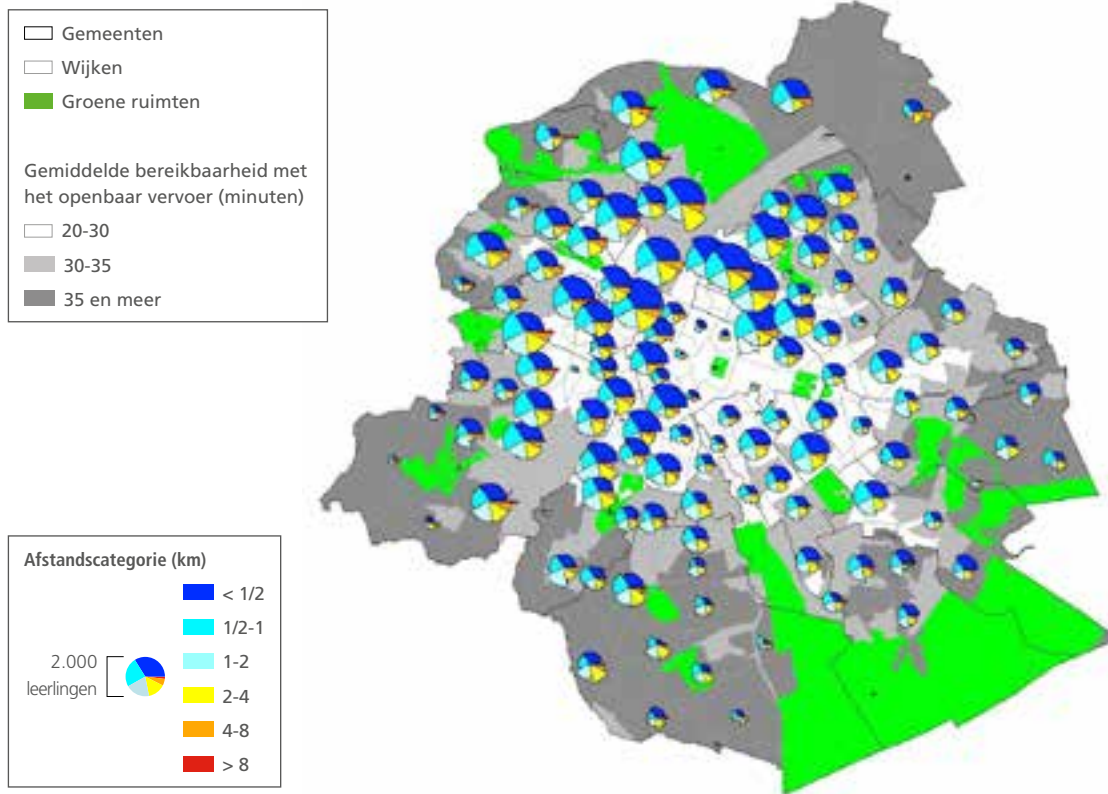 Gemeenten
Wijken
Groene ruimten
Gemiddelde bereikbaarheid met
het openbaar vervoer (minuten)
20-30
30-35
35 en meer
Afstandscategorie (km)
< 1/2
1/2-1
1-2
2-4
4-8
> 8
2.000
leerlingen